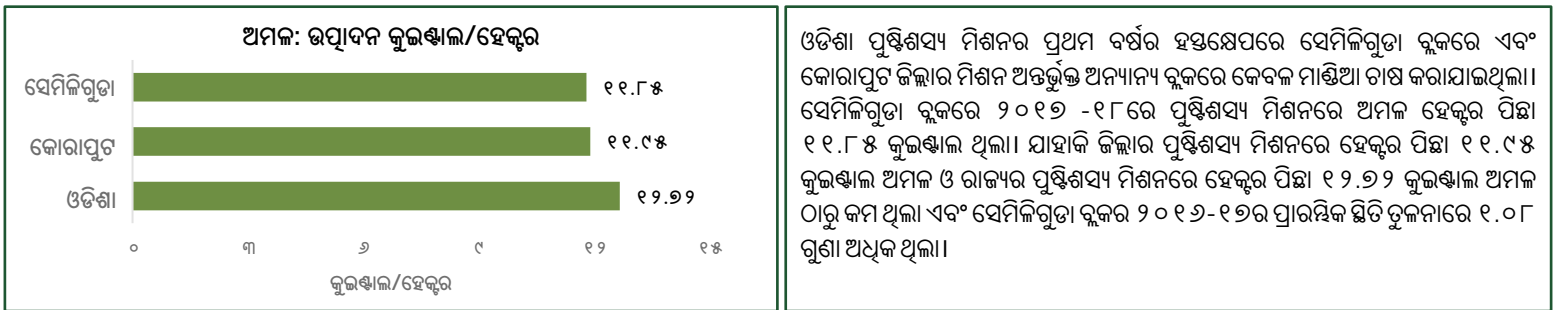 ଅମଳ: ଉତ୍ପାଦନ କୁଇଣ୍ଟାଲ/ହେକ୍ଟର
ସେମିଳିଗୁଡା
୧୧.୮୫
କୋରାପୁଟ
୧୧.୯୫
ଓଡିଶା
୧୨.୭୨
୦ ୩ ୬ ୯ ୧୨ ୧୫
କୁଇଣ୍ଟାଲ/ହେକ୍ଟର
ଓଡିଶା ପୁଷ୍ଟିଶସ୍ୟ ମିଶନର ପ୍ରଥମ ବର୍ଷର ହସ୍ତକ୍ଷେପରେ ସେମିଳିଗୁଡା ବ୍ଲକରେ ଏବଂ
କୋରାପୁଟ ଜିଲ୍ଲାର ମିଶନ ଅନ୍ତର୍ଭୁକ୍ତ ଅନ୍ୟାନ୍ୟ ବ୍ଲକରେ କେବଳ ମାଣ୍ଡିଆ ଚାଷ କରାଯାଇଥିଲା।
ସେମିଳିଗୁଡା ବ୍ଲକରେ ୨୦୧୭ -୧୮ରେ ପୁଷ୍ଟିଶସ୍ୟ ମିଶନରେ ଅମଳ ହେକ୍ଟର ପିଛା
୧୧.୮୫ କୁଇଣ୍ଟାଲ ଥିଲା। ଯାହାକି ଜିଲ୍ଲାର ପୁଷ୍ଟିଶସ୍ୟ ମିଶନରେ ହେକ୍ଟର ପିଛା ୧୧.୯୫
କୁଇଣ୍ଟାଲ ଅମଳ ଓ ରାଜ୍ୟର ପୁଷ୍ଟିଶସ୍ୟ ମିଶନରେ ହେକ୍ଟର ପିଛା ୧୨.୭୨ କୁଇଣ୍ଟାଲ ଅମଳ
ଠାରୁ କମ ଥିଲା ଏବଂ ସେମିଳିଗୁଡା ବ୍ଲକର ୨୦୧୬-୧୭ର ପ୍ରାରମ୍ଭିକ ସ୍ଥିତି ତୁଳନାରେ ୧.୦୮
ଗୁଣା ଅଧିକ ଥିଲା।